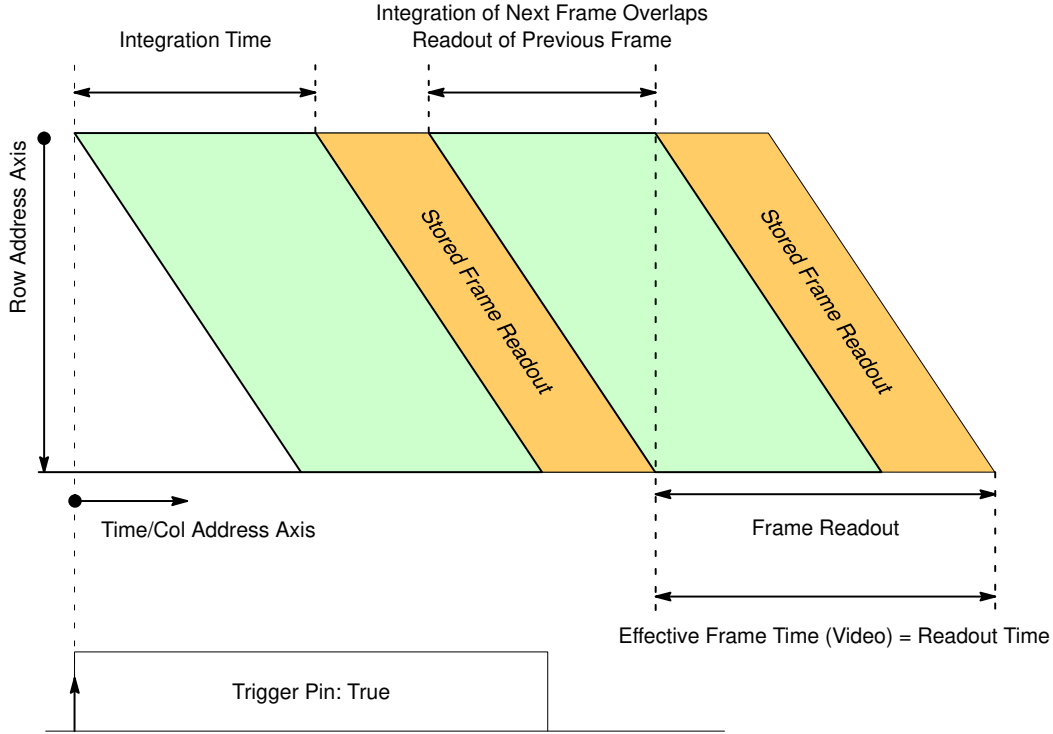 Integration of Next Frame Overlaps
Readout of Previous Frame
Integration Time
Row Address Axis
Stored Frame Readout
Stored Frame Readout
Time/Col Address Axis
Frame Readout
Effective Frame Time (Video) = Readout Time
Trigger Pin: True